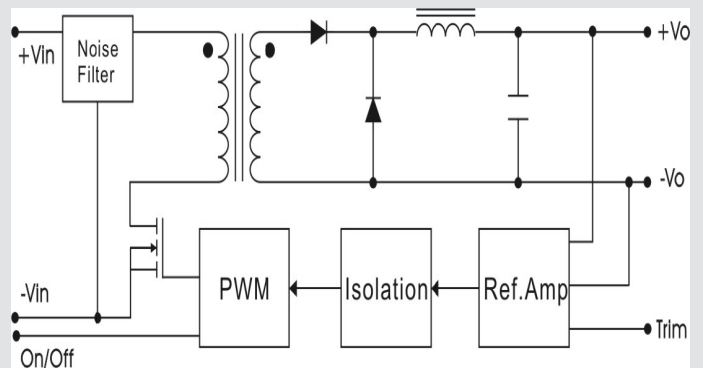 +Vin
Noise
Filter
+Vo
-Vo
-Vin
PWM
Isolation
Ref.Amp
Trim
On/Off